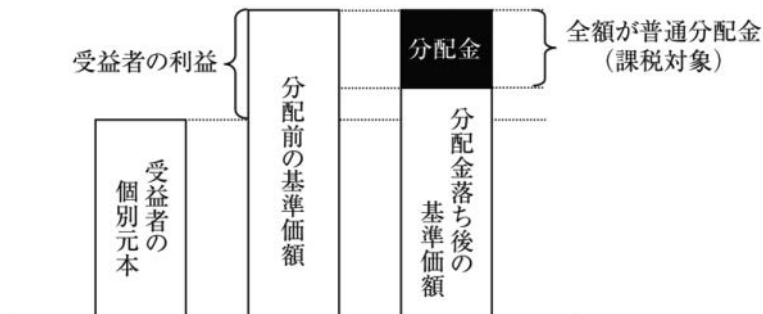 受益者の利益
分配金
全額が普通分配金
（課税対象）
受益者の
個別元本
分配前の基準価額
分配金落ち後の
基準価額